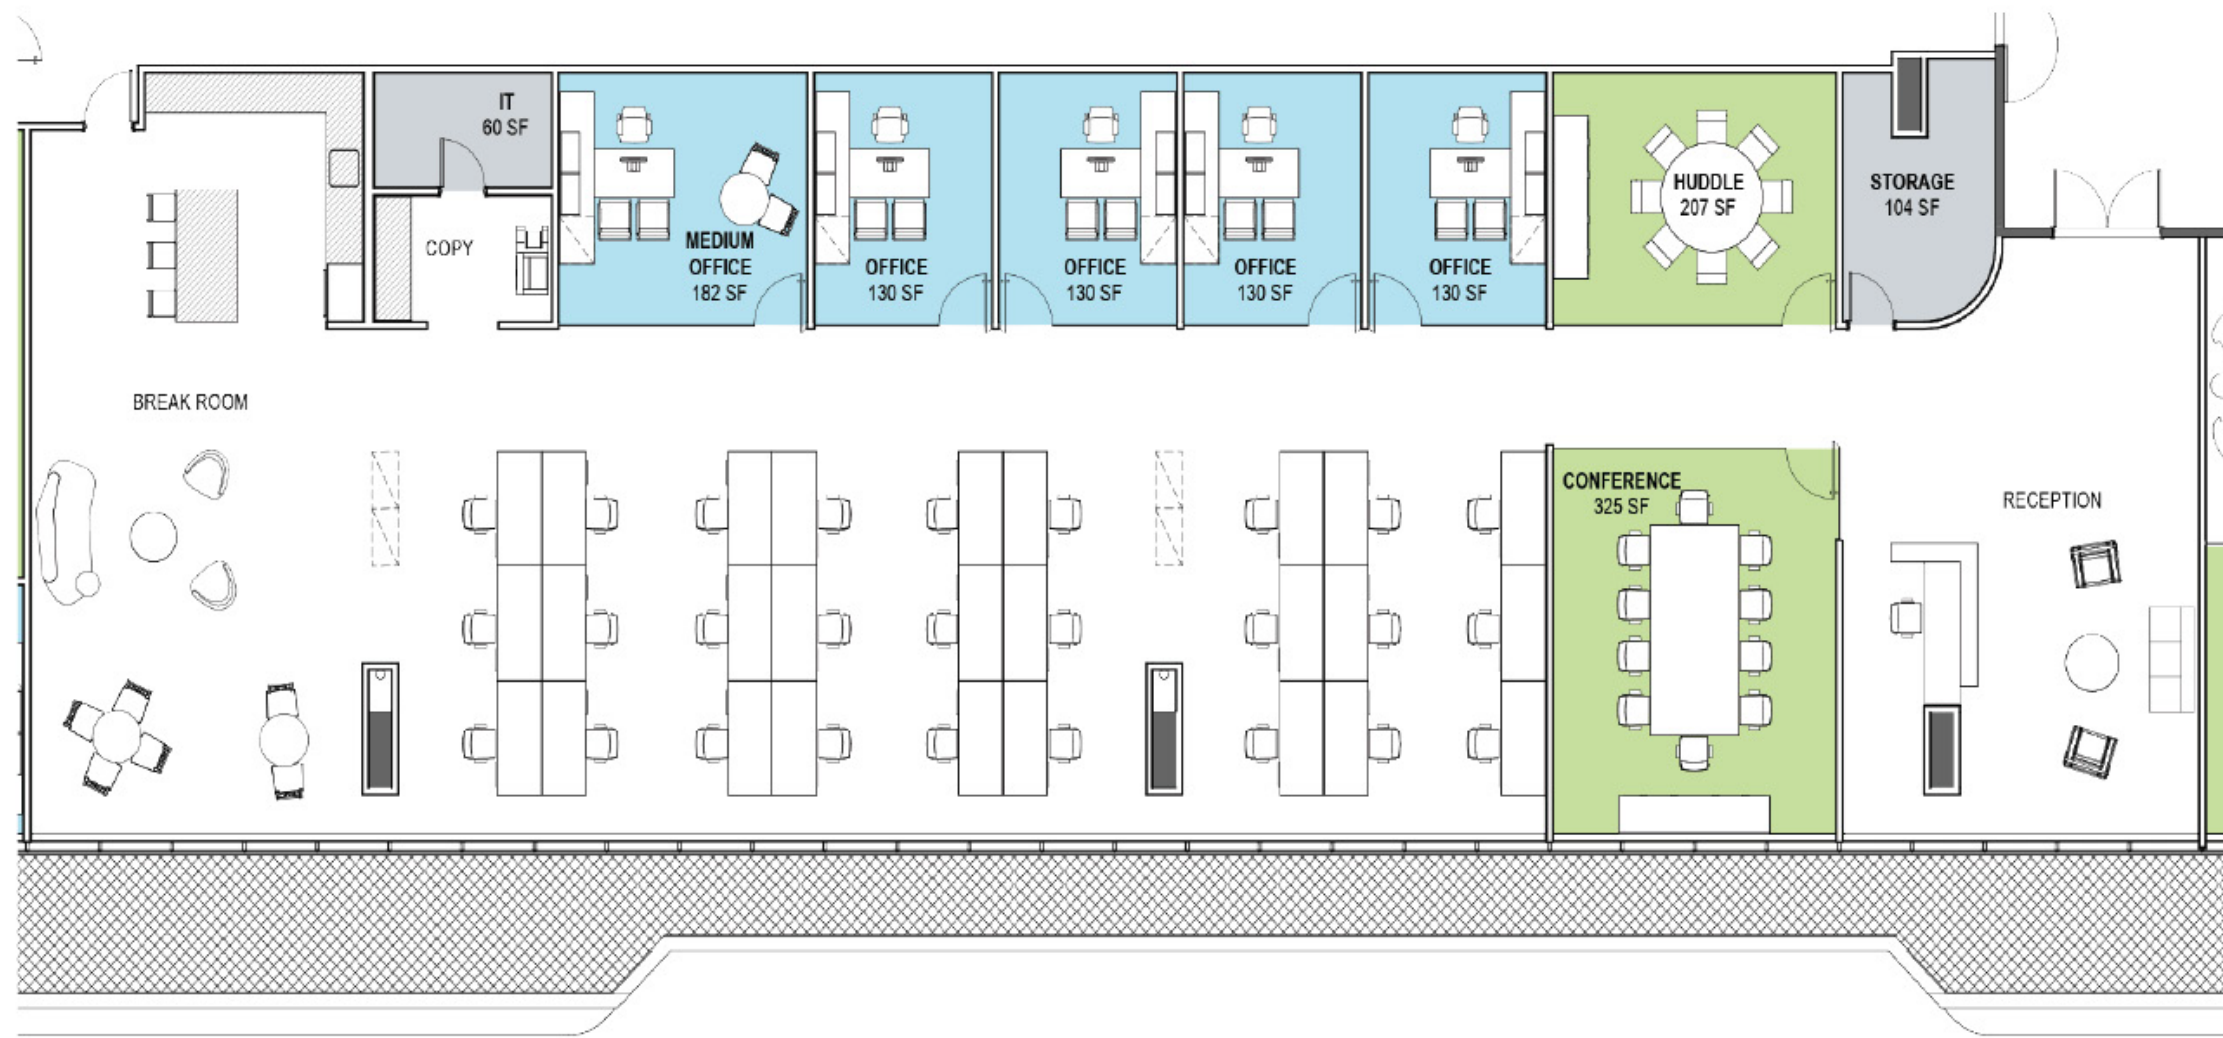 IT
60 SF
COPY
MEDIUM
OFFICE
182 SF
OFFICE
130 SF
OFFICE
130 SF
OFFICE
130 SF
OFFICE
130 SF
HUDDLE
207 SF
STORAGE
104 SF
BREAK ROOM
CONFERENCE
325 SF
RECEPTION